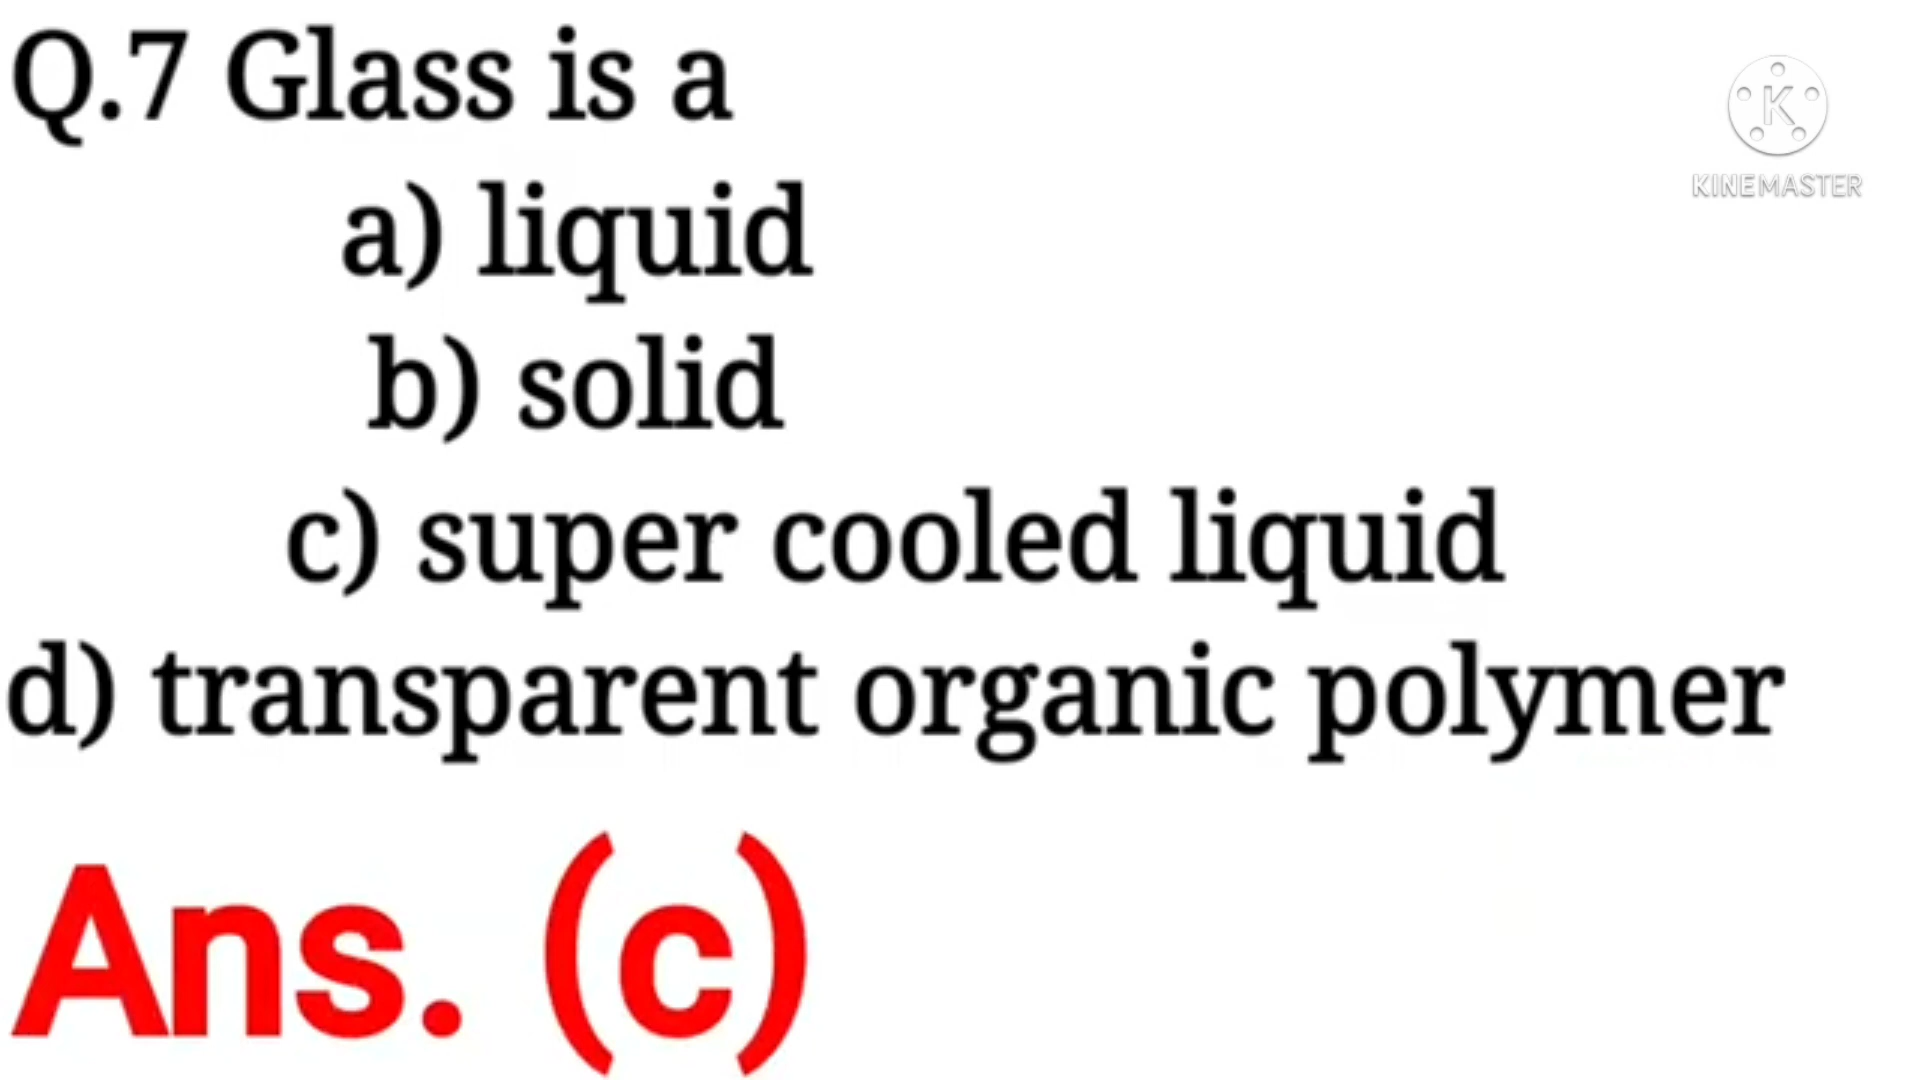 Q.7 Glass is a
a) liquid
b) solid
c) super cooled liquid
d) transparent organic polymer
Ans. (c)
K
KINEMASTER